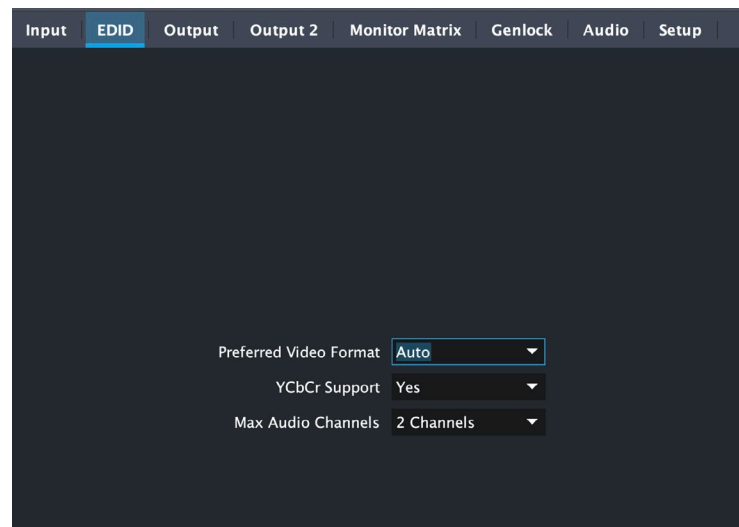 Input EDID Output Output 2 Monitor Matrix Genlock Audio Setup
Preferred Video Format Auto
YCbCr Support Yes
Max Audio Channels 2 Channels